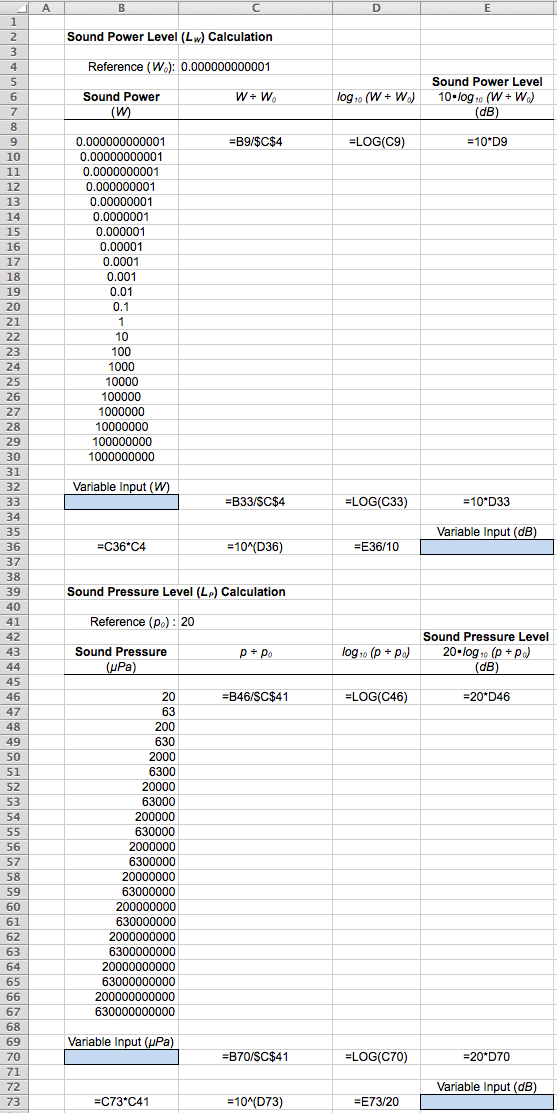 A B C D E
1
2 Sound Power Level (Lw) Calculation
3
4 Reference (W₀): 0.000000000001
5 Sound Power Level
6 Sound Power W ÷ W₀ log₁₀ (W ÷ W₀) 10•log₁₀ (W ÷ W₀)
7 (W) (dB)
8
9 0.000000000001 =B9/$C$4 =LOG(C9) =10*D9
10 0.00000000001
11 0.0000000001
12 0.000000001
13 0.00000001
14 0.0000001
15 0.000001
16 0.00001
17 0.0001
18 0.001
19 0.01
20 0.1
21 1
22 10
23 100
24 1000
25 10000
26 100000
27 1000000
28 10000000
29 100000000
30 1000000000
31
32 Variable Input (W)
33 =B33/$C$4 =LOG(C33) =10*D33
34
35 Variable Input (dB)
36 =C36*C4 =10^(D36) =E36/10
37
38
39 Sound Pressure Level (LP) Calculation
40
41 Reference (p₀) : 20
42 Sound Pressure Level
43 Sound Pressure p ÷ p₀ log₁₀ (p ÷ p₀) 20•log₁₀ (p ÷ p₀)
44 (µPa) (dB)
45
46 20 =B46/$C$41 =LOG(C46) =20*D46
47 63
48 200
49 630
50 2000
51 6300
52 20000
53 63000
54 200000
55 630000
56 2000000
57 6300000
58 20000000
59 63000000
60 200000000
61 630000000
62 2000000000
63 6300000000
64 20000000000
65 63000000000
66 200000000000
67 630000000000
68
69 Variable Input (µPa)
70 =B70/$C$41 =LOG(C70) =20*D70
71
72 Variable Input (dB)
73 =C73*C41 =10^(D73) =E73/20